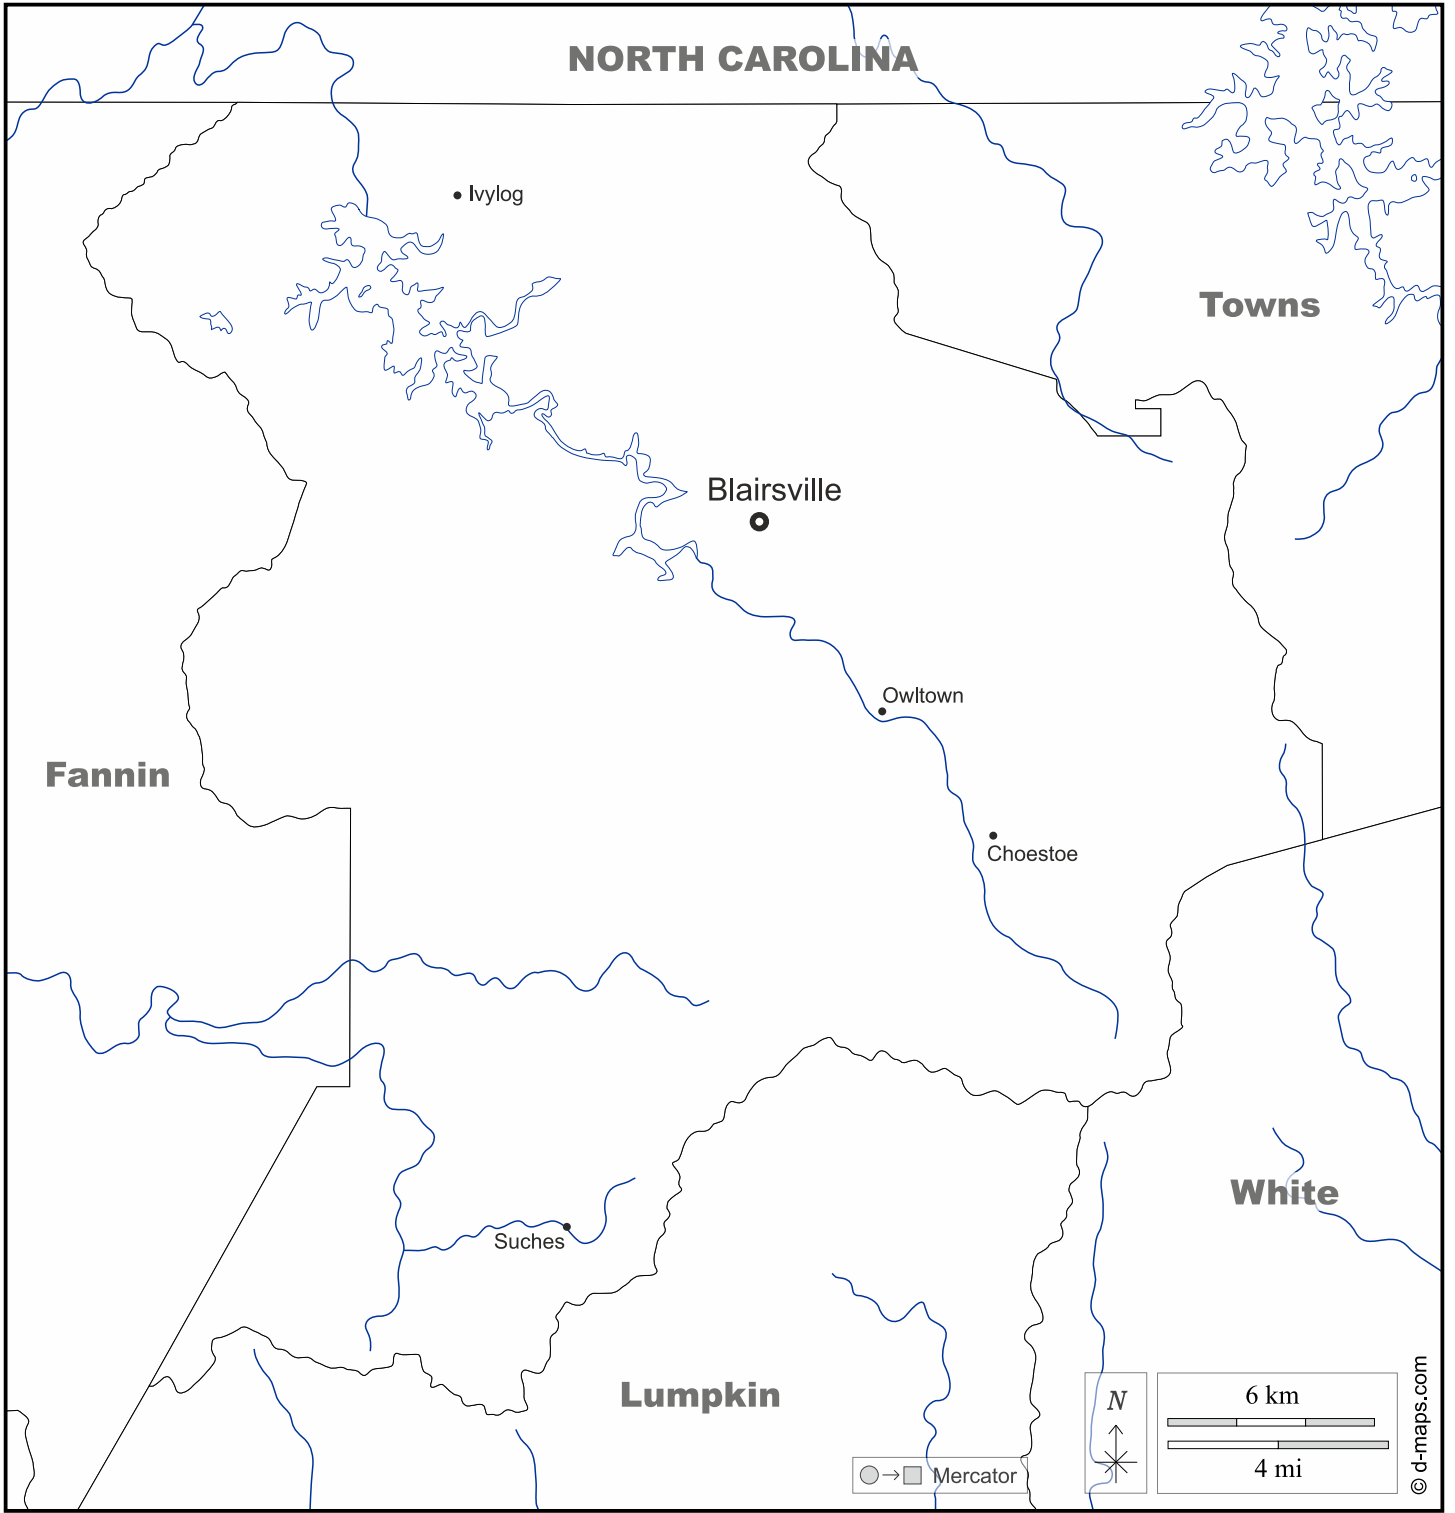 NORTH CAROLINA
Ivylog
Towns
Blairsville
Owltown
Fannin
Choestoe
White
Suches
Lumpkin
N
6 km
4 mi
Mercator
© d-maps.com